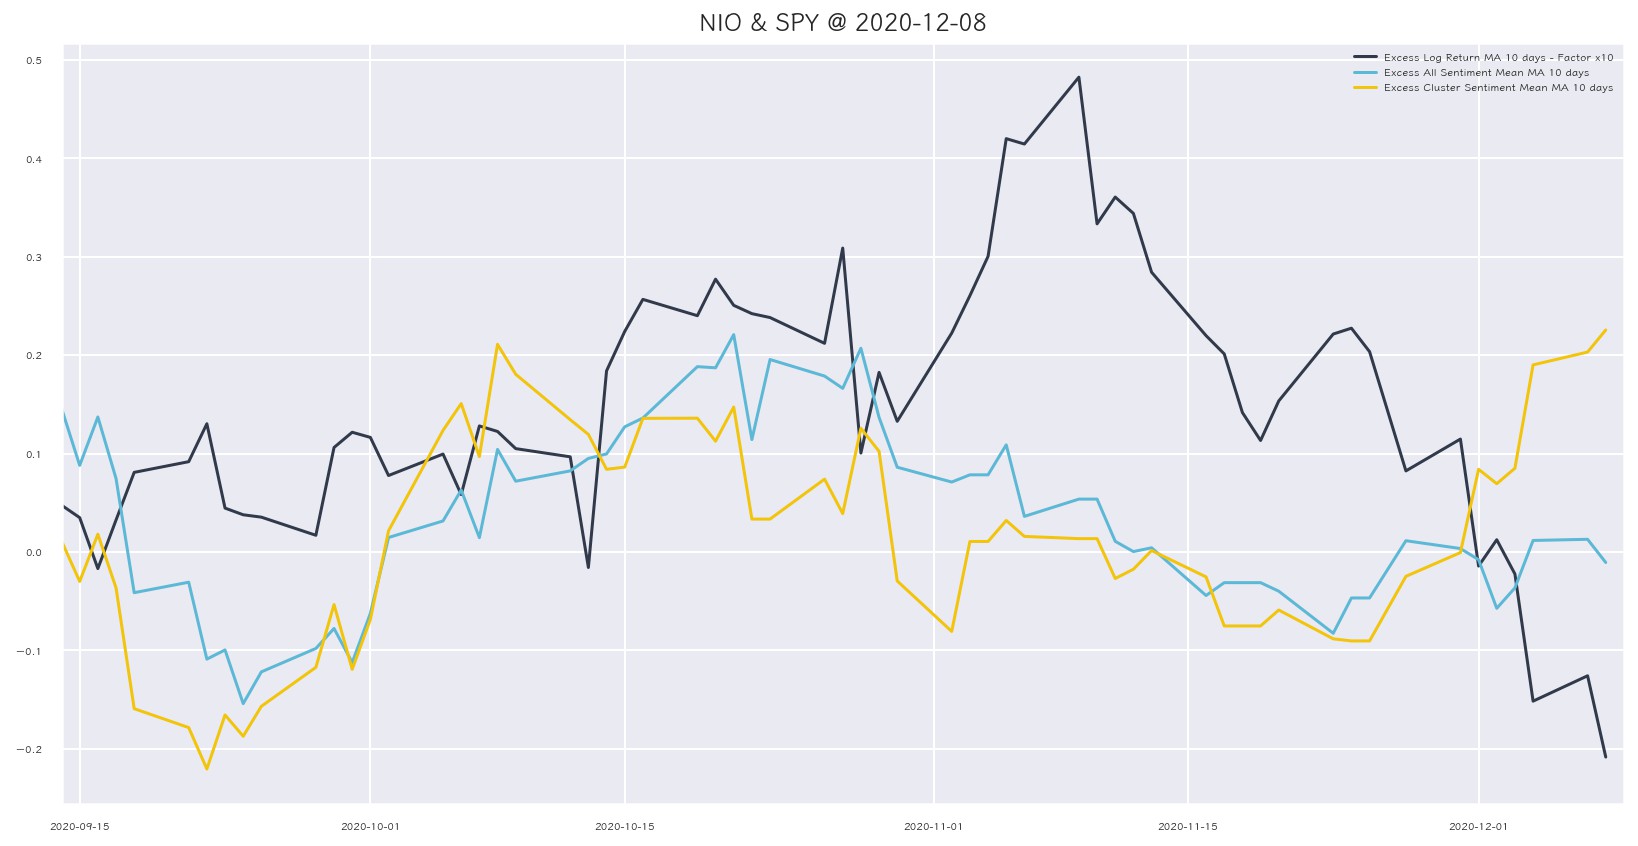 NIO & SPY @ 2020-12-08
Excess Log Return MA 10 days - Factor x10
Excess All Sentiment Mean MA 10 days
Excess Cluster Sentiment Mean MA 10 days
0.5
0.4
0.3
0.2
0.1
0.0
−0.1
−0.2
2020-09-15 2020-10-01 2020-10-15 2020-11-01 2020-11-15 2020-12-01